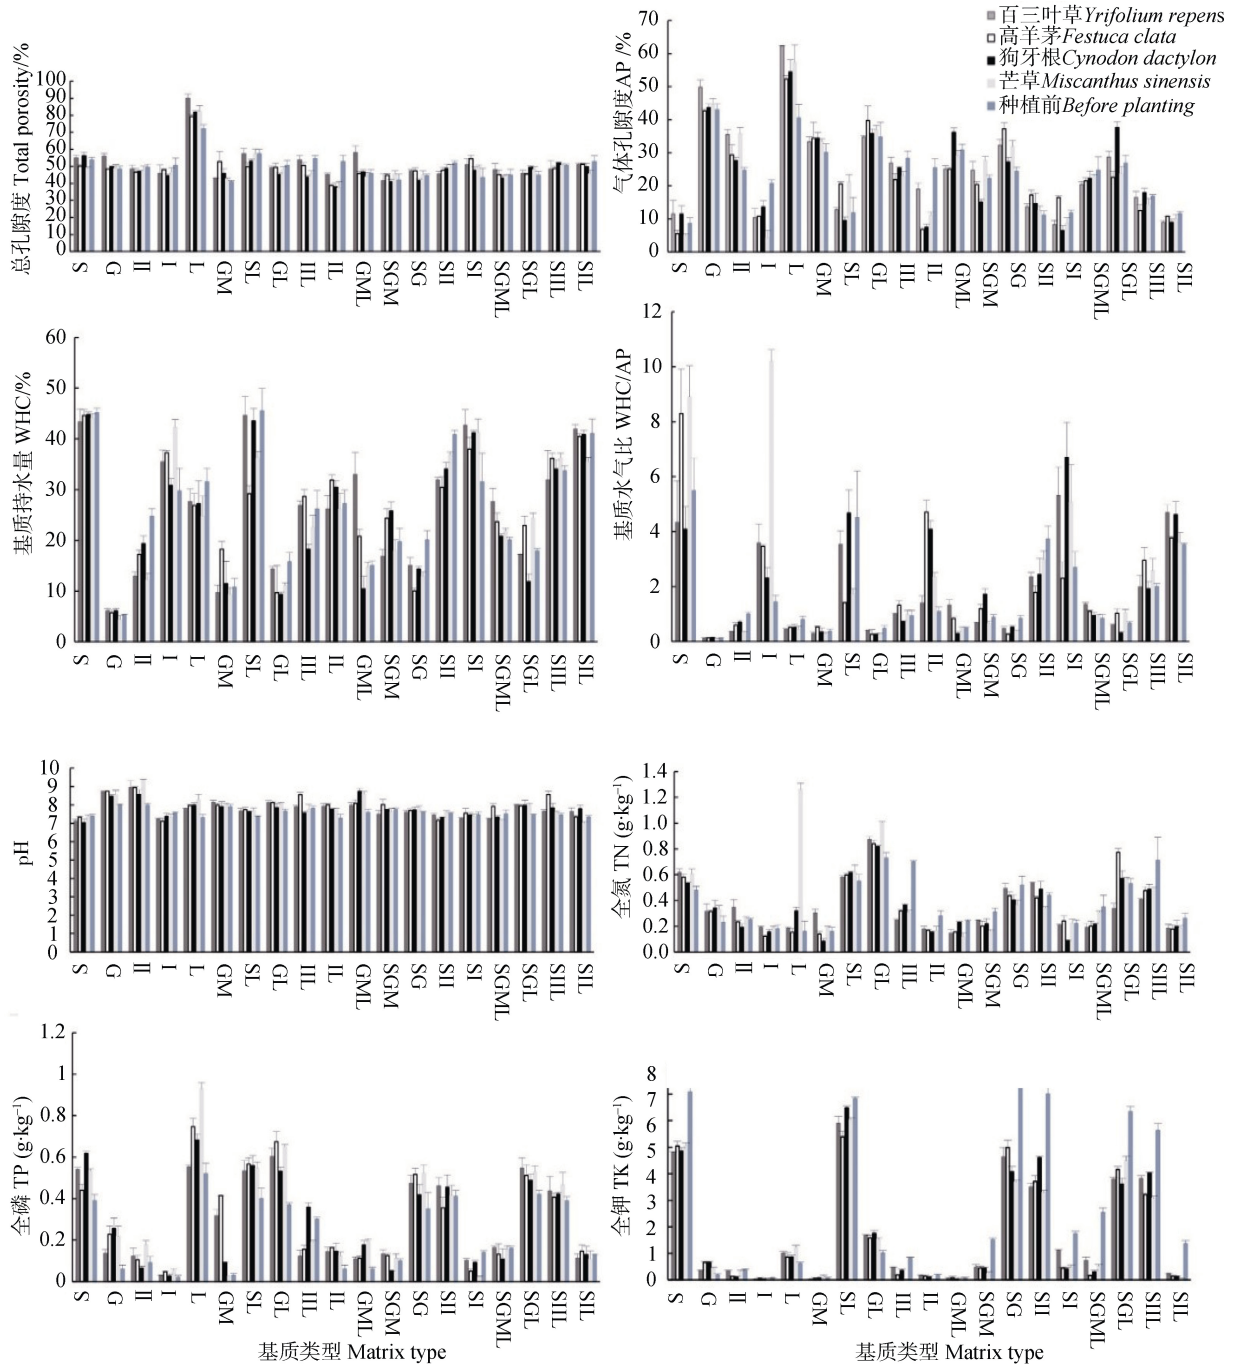 百三叶草Yrifolium repens
高羊茅Festuca clata
狗牙根Cynodon dactylon
芒草Miscanthus sinensis
种植前Before planting
总孔隙度 Total porosity/%
100
90
80
70
60
50
40
30
20
10
0
S G II I L GM SL GL IIL IL GML SGM SG SII SI SGML SGL SIIL SIL
气体孔隙度AP /%
70
60
50
40
30
20
10
0
S G II I L GM SL GL IIL IL GML SGM SG SII SI SGML SGL SIIL SIL
基质持水量 WHC/%
60
50
40
30
20
10
0
S G II I L GM SL GL IIL IL GML SGM SG SII SI SGML SGL SIIL SIL
基质水气比 WHC/AP
12
10
8
6
4
2
0
S G II I L GM SL GL IIL IL GML SGM SG SII SI SGML SGL SIIL SIL
pH
10
9
8
7
6
5
4
3
2
1
0
S G II I L GM SL GL IIL IL GML SGM SG SII SI SGML SGL SIIL SIL
全氮 TN (g·kg⁻¹)
1.4
1.2
1.0
0.8
0.6
0.4
0.2
0.0
S G II I L GM SL GL IIL IL GML SGM SG SII SI SGML SGL SIIL SIL
全磷 TP (g·kg⁻¹)
1.2
1
0.8
0.6
0.4
0.2
0
S G II I L GM SL GL IIL IL GML SGM SG SII SI SGML SGL SIIL SIL
基质类型 Matrix type
全钾 TK (g·kg⁻¹)
8
7
6
5
4
3
2
1
0
S G II I L GM SL GL IIL IL GML SGM SG SII SI SGML SGL SIIL SIL
基质类型 Matrix type